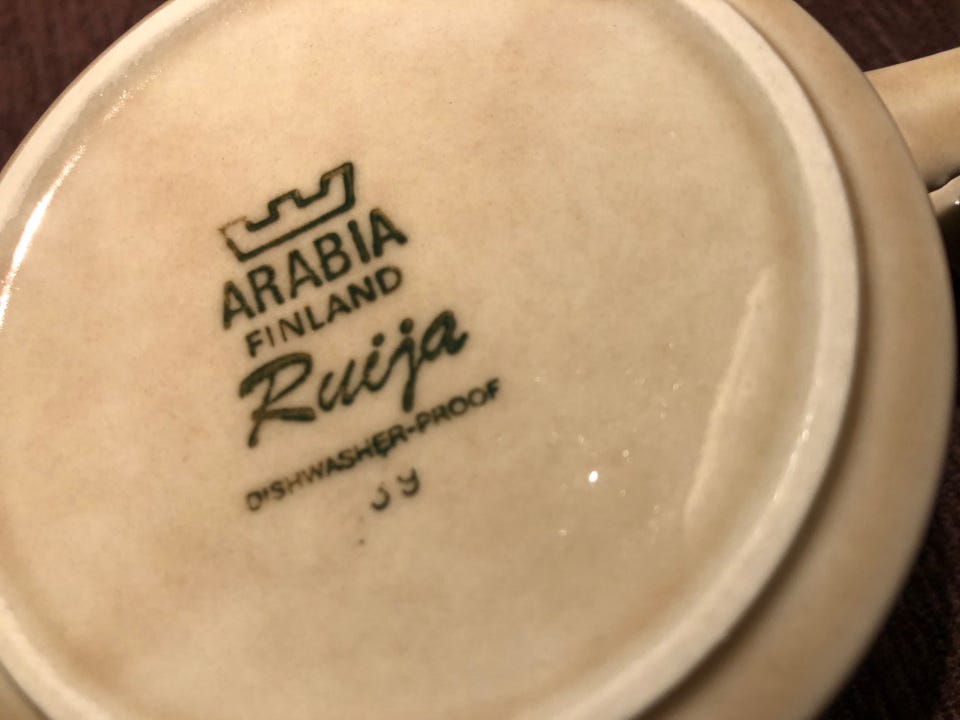 ARABIA
FINLAND
Ruija
DISHWASHER-PROOF